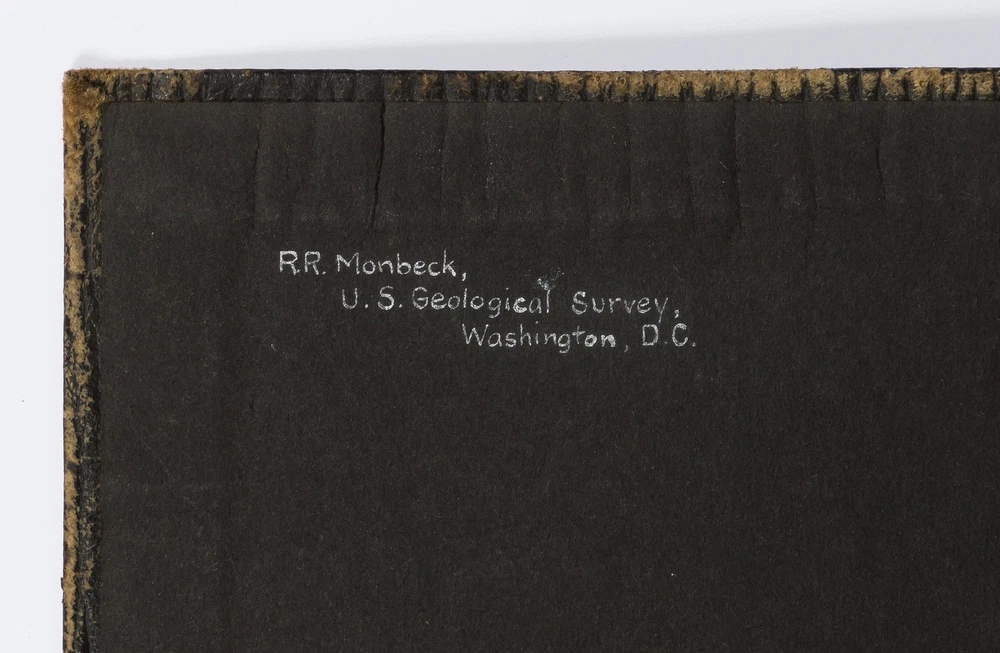 R.R. Monbeck,
U.S. Geological Survey,
Washington, D.C.